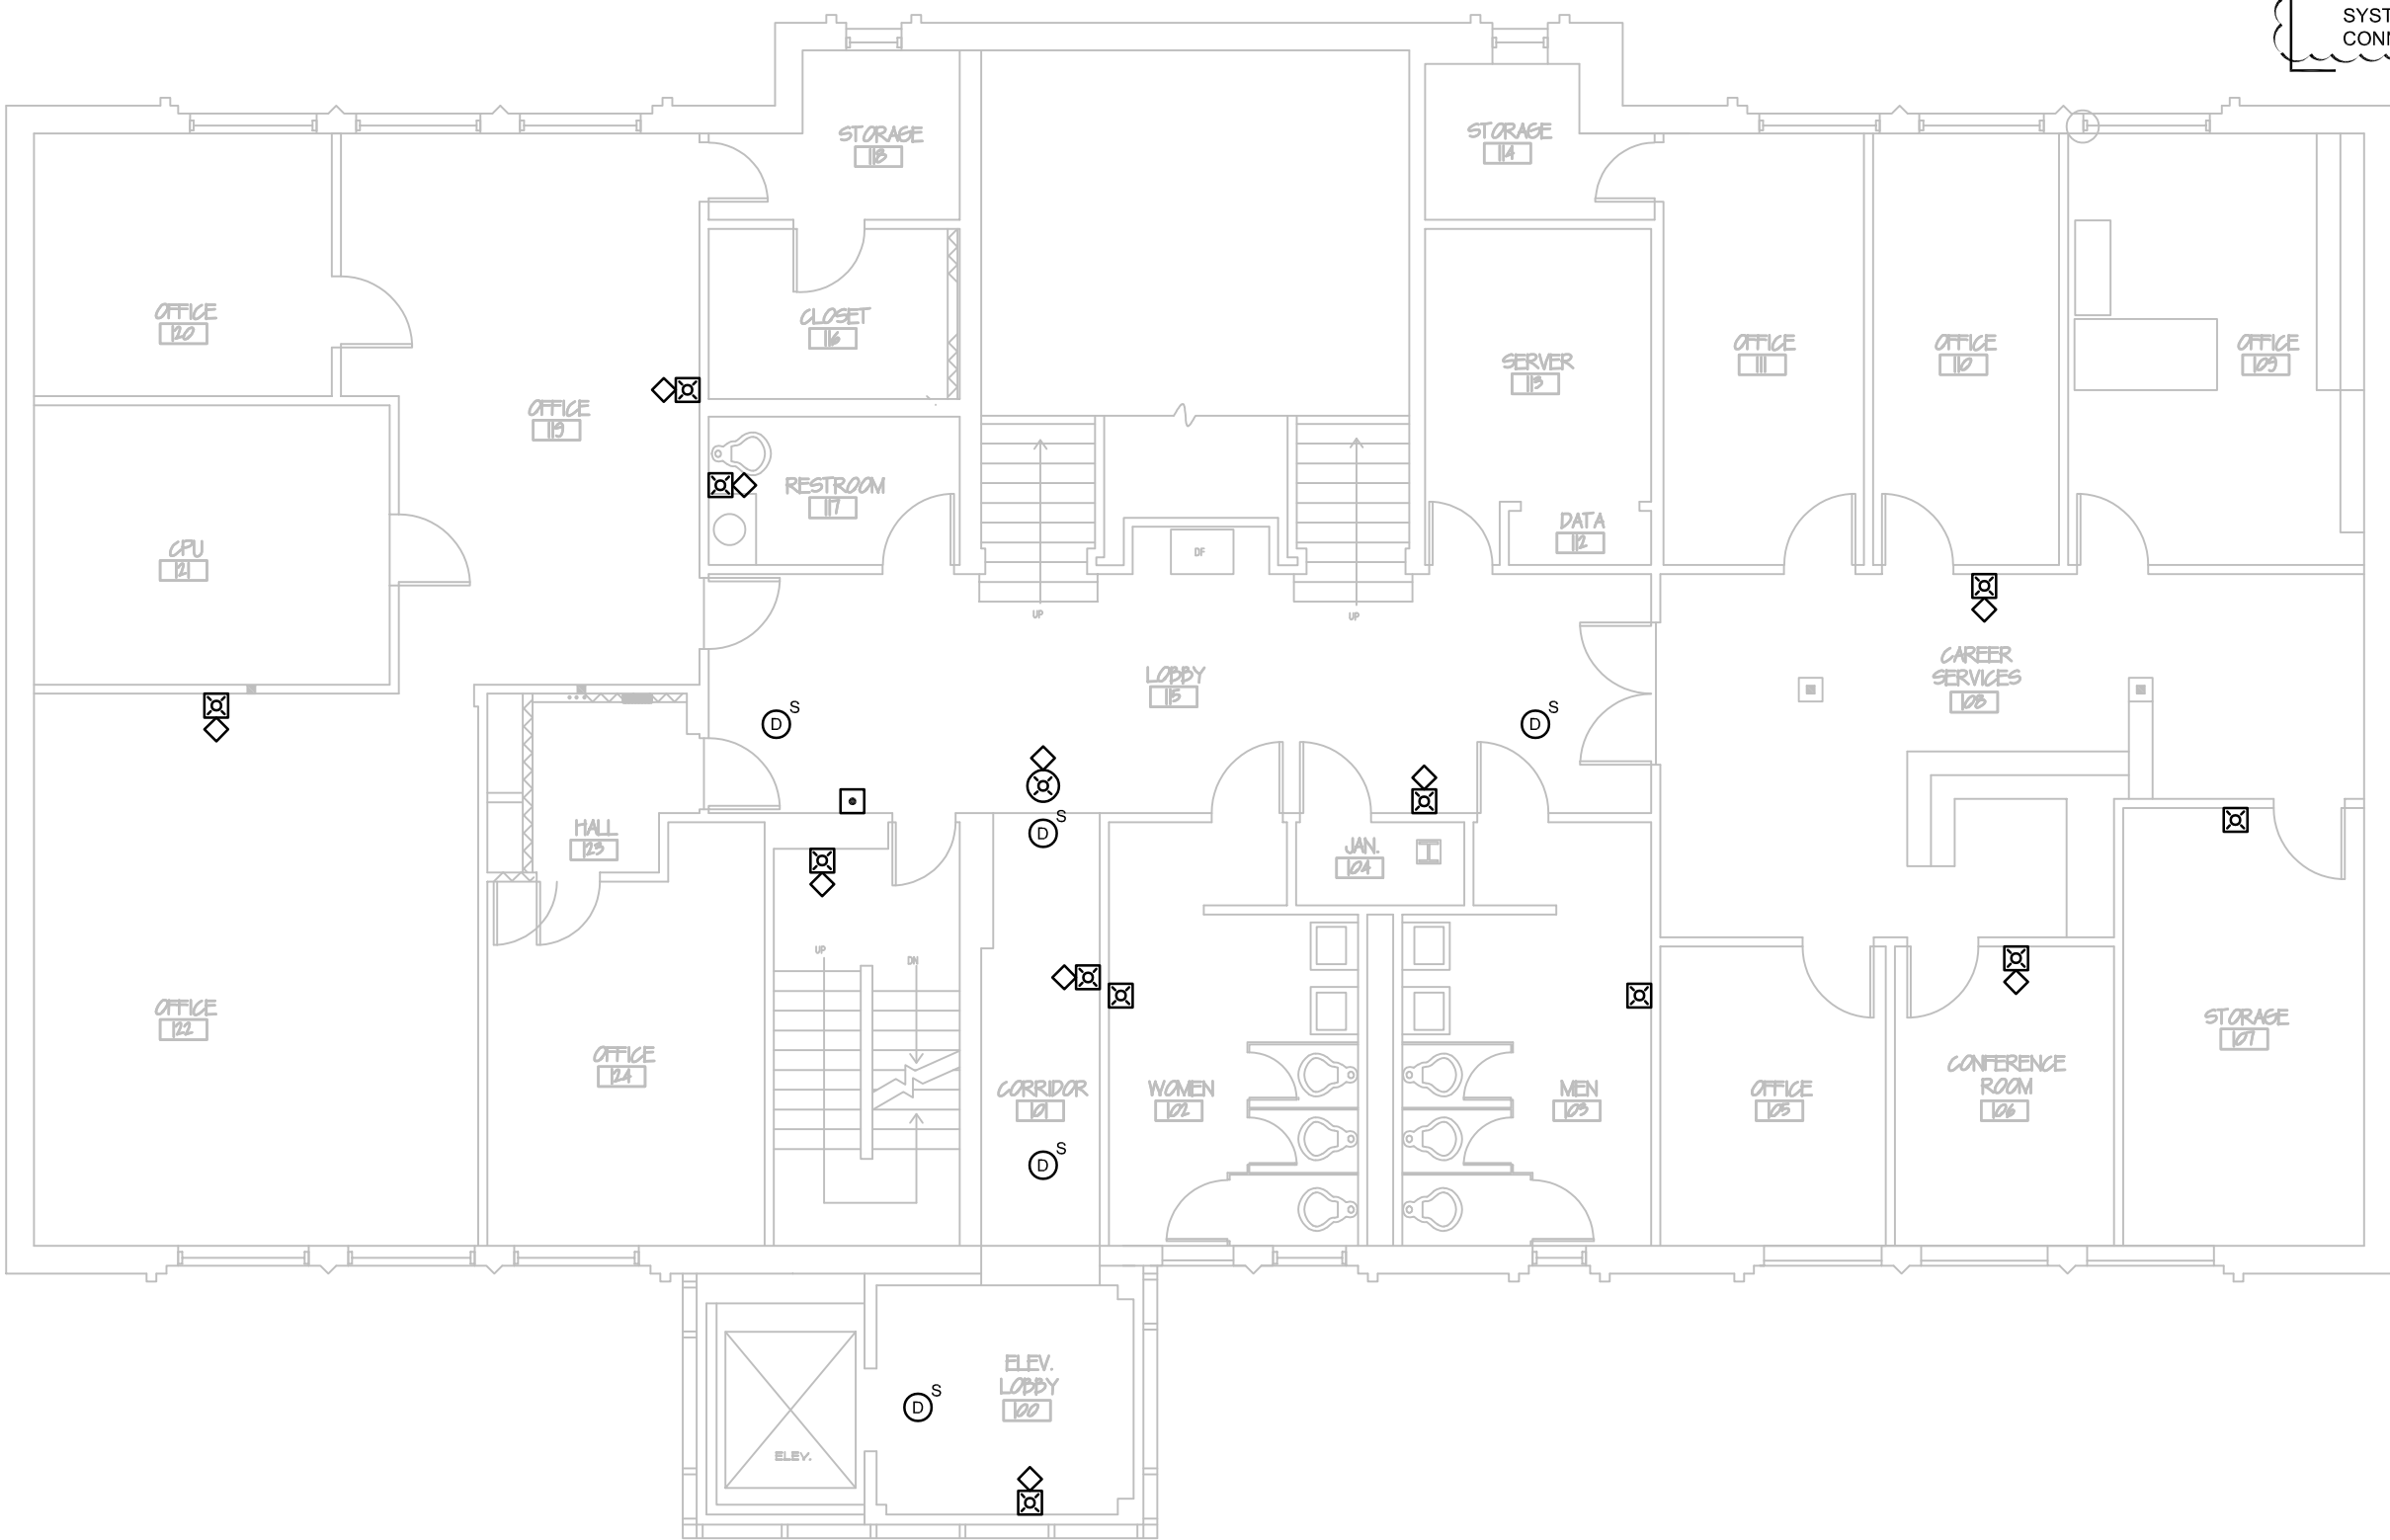 SYST
CONN
STORAGE
118
STORAGE
114
OFFICE
120
CLOSET
116
OFFICE
111
OFFICE
110
OFFICE
109
SERVER
113
OFFICE
119
RESTROOM
117
DATA
112
CPU
121
DF
UP
UP
LOBBY
115
CAREER
SERVICES
108
D S
D S
HALL
123
D S
JAN.
104
UP
DN
OFFICE
122
STORAGE
107
OFFICE
124
CORRIDOR
101
WOMEN
102
MEN
103
OFFICE
105
CONFERENCE
ROOM
106
D S
ELEV.
LOBBY
100
D S
ELEV.